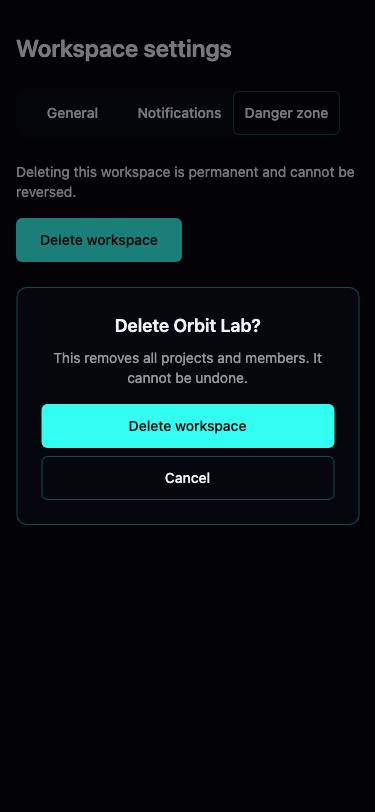 Workspace settings
General
Notifications
Danger zone
Deleting this workspace is permanent and cannot be
reversed.
Delete workspace
Delete Orbit Lab?
This removes all projects and members. It
cannot be undone.
Delete workspace
Cancel